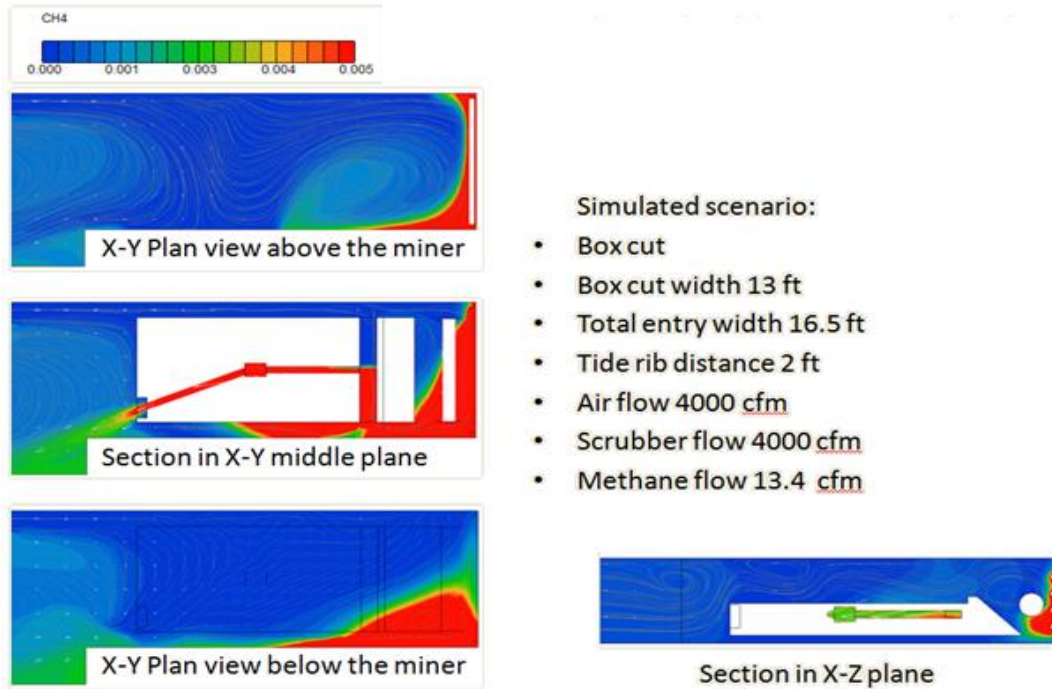 CH4
0.000 0.001 0.003 0.004 0.005
X-Y Plan view above the miner
Section in X-Y middle plane
X-Y Plan view below the miner
Simulated scenario:
• Box cut
• Box cut width 13 ft
• Total entry width 16.5 ft
• Tide rib distance 2 ft
• Air flow 4000 cfm
• Scrubber flow 4000 cfm
• Methane flow 13.4 cfm
Section in X-Z plane